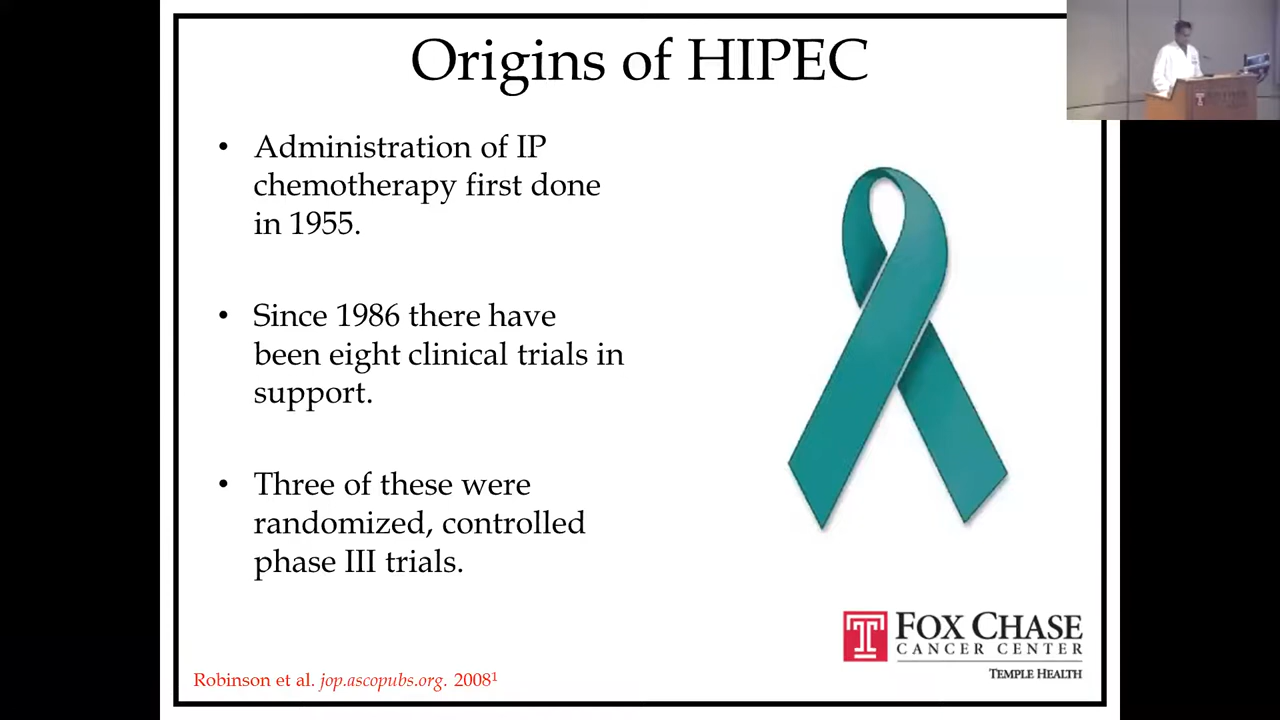 Origins of HIPEC
• Administration of IP
chemotherapy first done
in 1955.
• Since 1986 there have
been eight clinical trials in
support.
• Three of these were
randomized, controlled
phase III trials.
FOX CHASE
CANCER CENTER
TEMPLE HEALTH
Robinson et al. jop.ascopubs.org. 2008¹